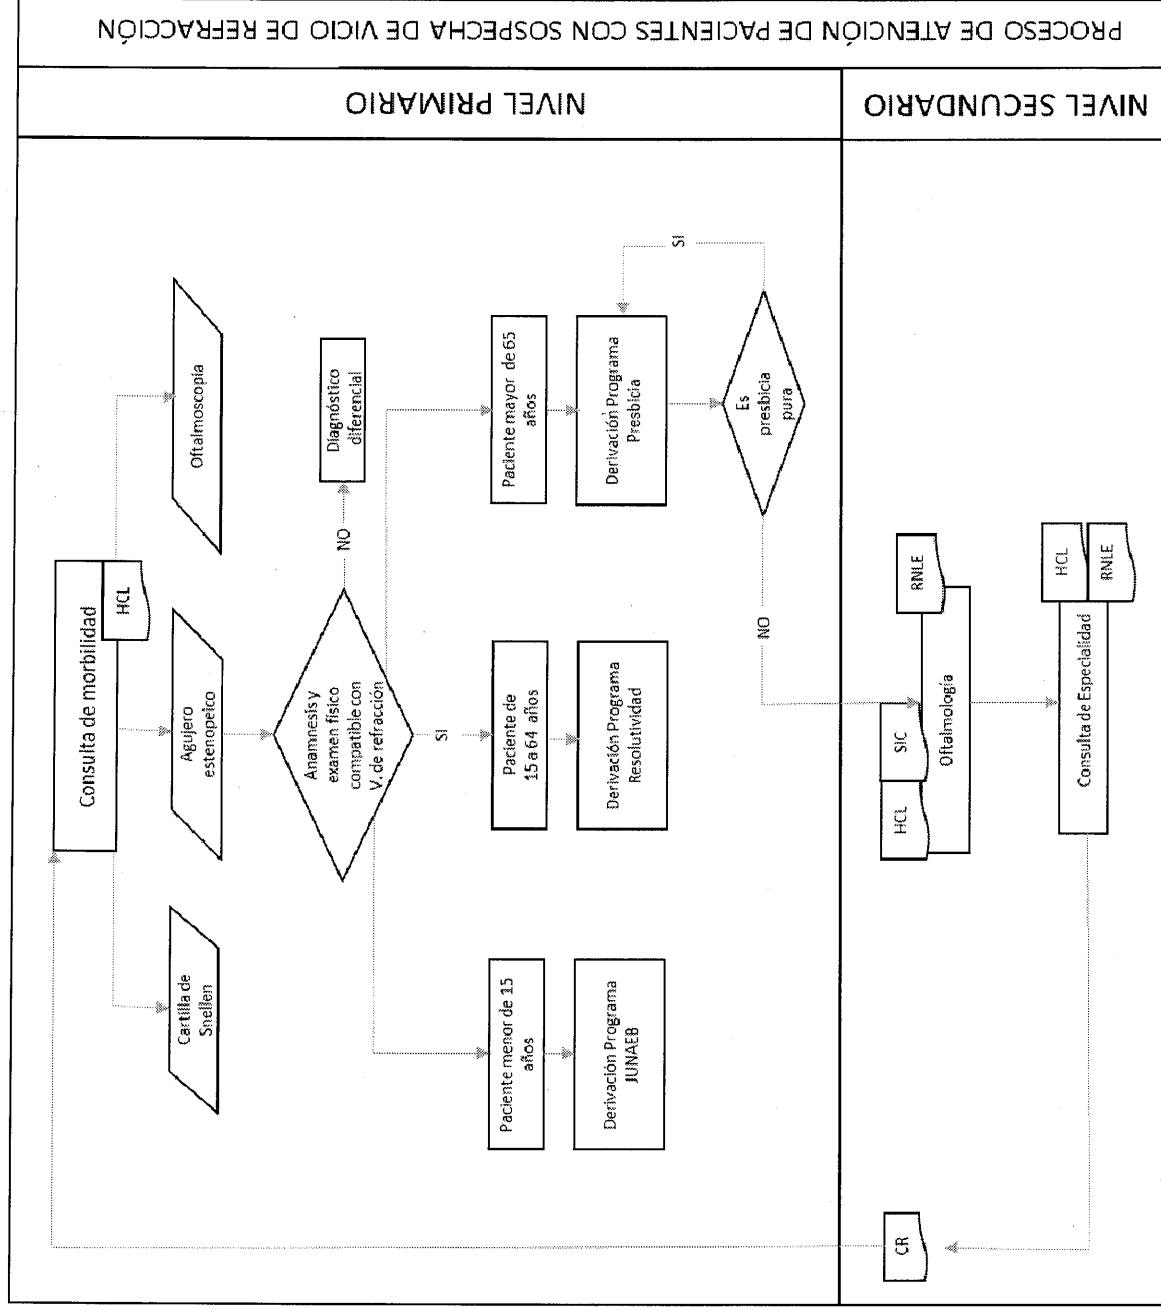 PROCESO DE ATENCIÓN DE PACIENTES CON SOSPECHA DE VICIO DE REFRACCIÓN
NIVEL PRIMARIO
Consulta de morbilidad
HCL
Cartilla de
Snellen
Agujero
estenopeico
Oftalmoscopia
Anamnesis y
examen físico
compatible con
V. de refracción
NO
Diagnóstico
diferencial
SI
Paciente menor de 15
años
Paciente de
15 a 64 años
Paciente mayor de 65
años
Derivación Programa
JUNAEB
Derivación Programa
Resolutividad
Derivación Programa
Presbicia
SI
Es
presbicia
pura
NO
NIVEL SECUNDARIO
CR
HCL
SIC
RNLE
Oftalmología
HCL
RNLE
Consulta de Especialidad